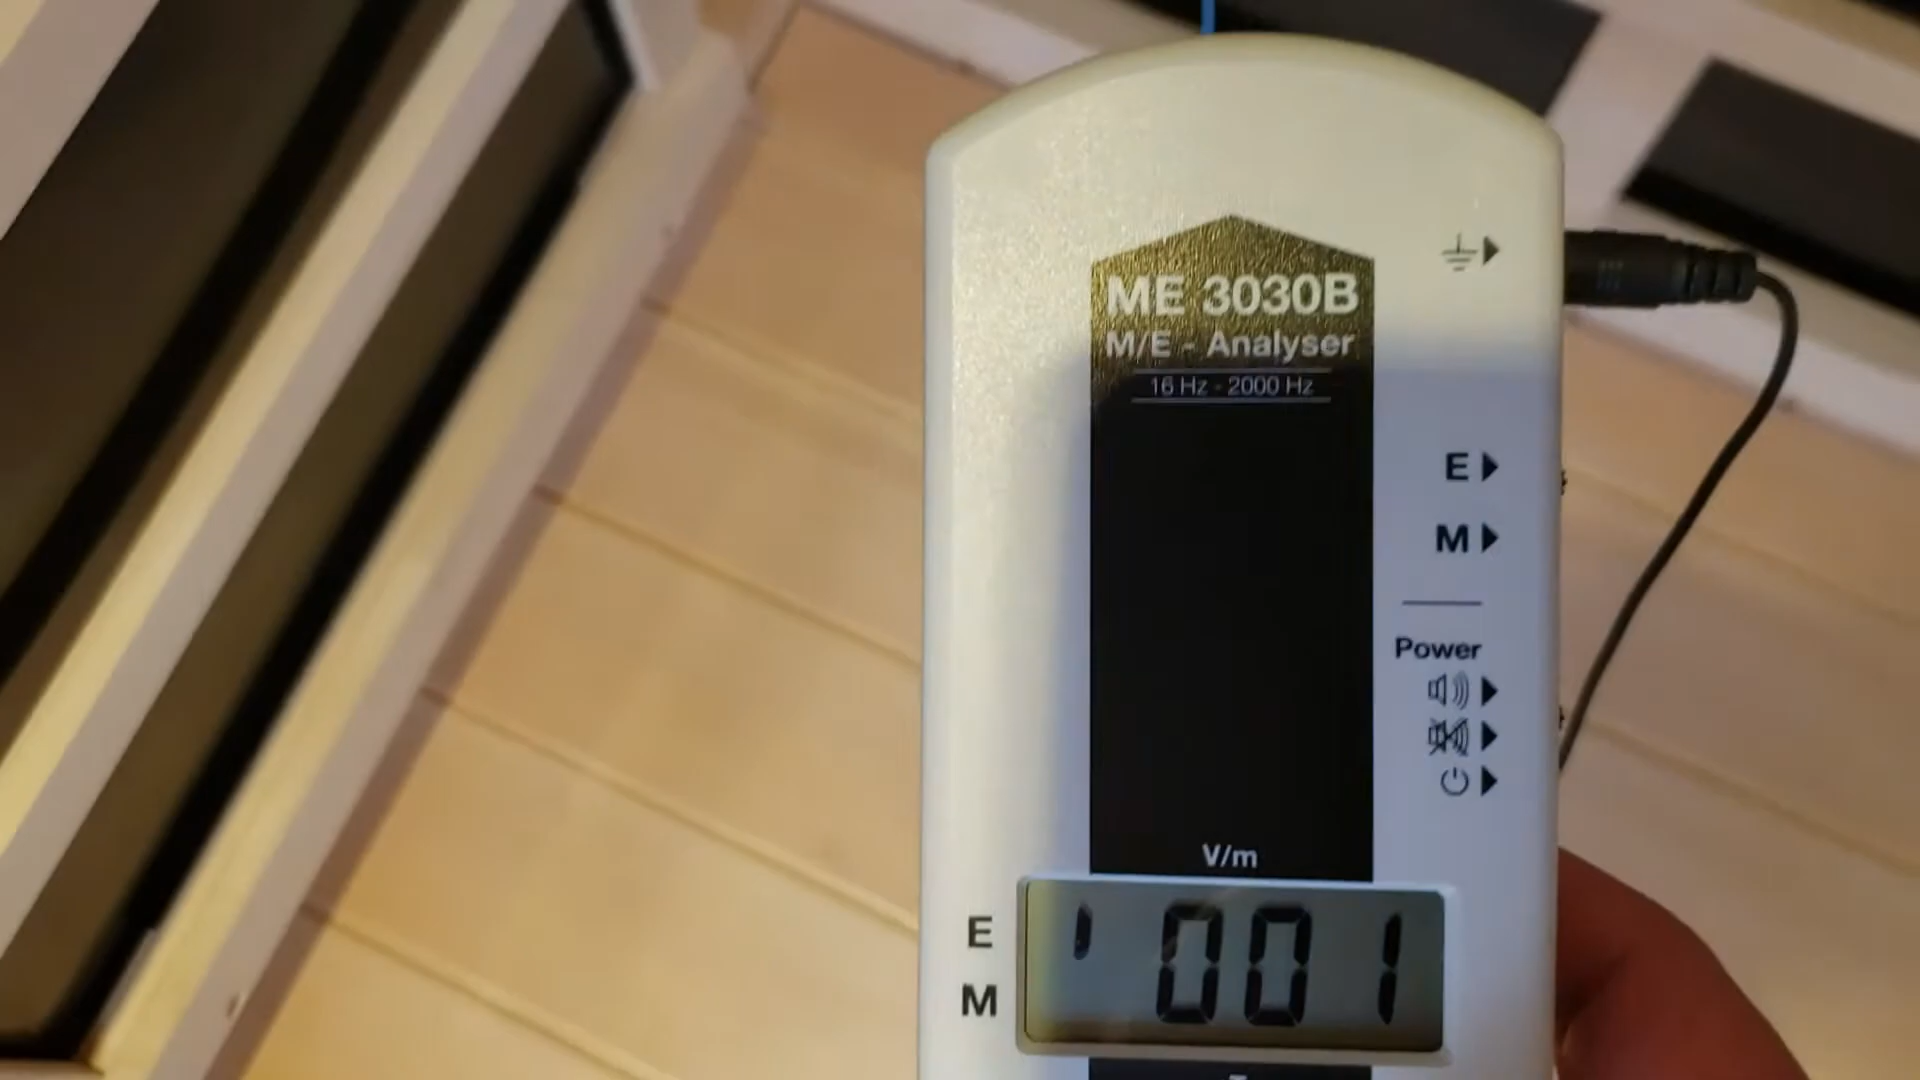 ME 3030B
M/E - Analyser
16 Hz - 2000 Hz
E
M
Power
V/m
E
M
001